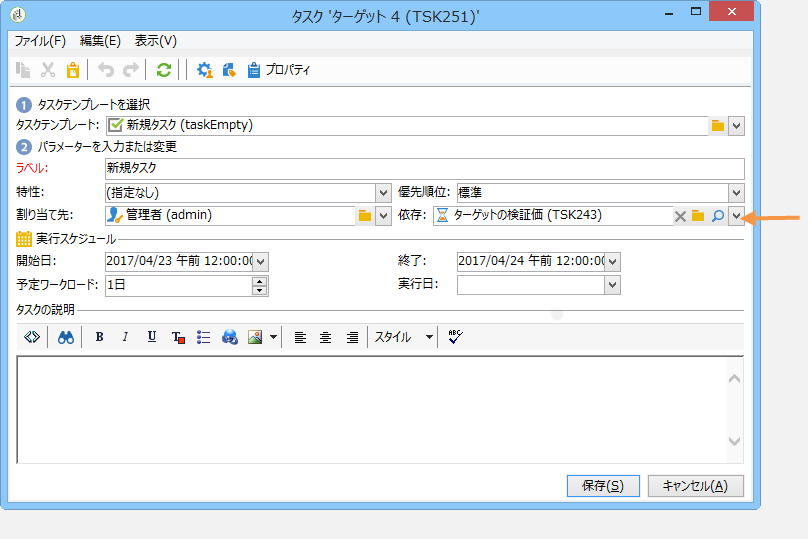 タスク 'ターゲット 4 (TSK251)'
ファイル(F) 編集(E) 表示(V)
プロパティ
1 タスクテンプレートを選択
タスクテンプレート: 新規タスク (taskEmpty)
2 パラメーターを入力または変更
ラベル: 新規タスク
特性: (指定なし) 優先順位: 標準
割り当て先: 管理者 (admin) 依存: ターゲットの検証価 (TSK243)
実行スケジュール
開始日: 2017/04/23 午前 12:00:00 終了: 2017/04/24 午前 12:00:00
予定ワークロード: 1日 実行日:
タスクの説明
B I U T スタイル ABC
保存(S) キャンセル(A)